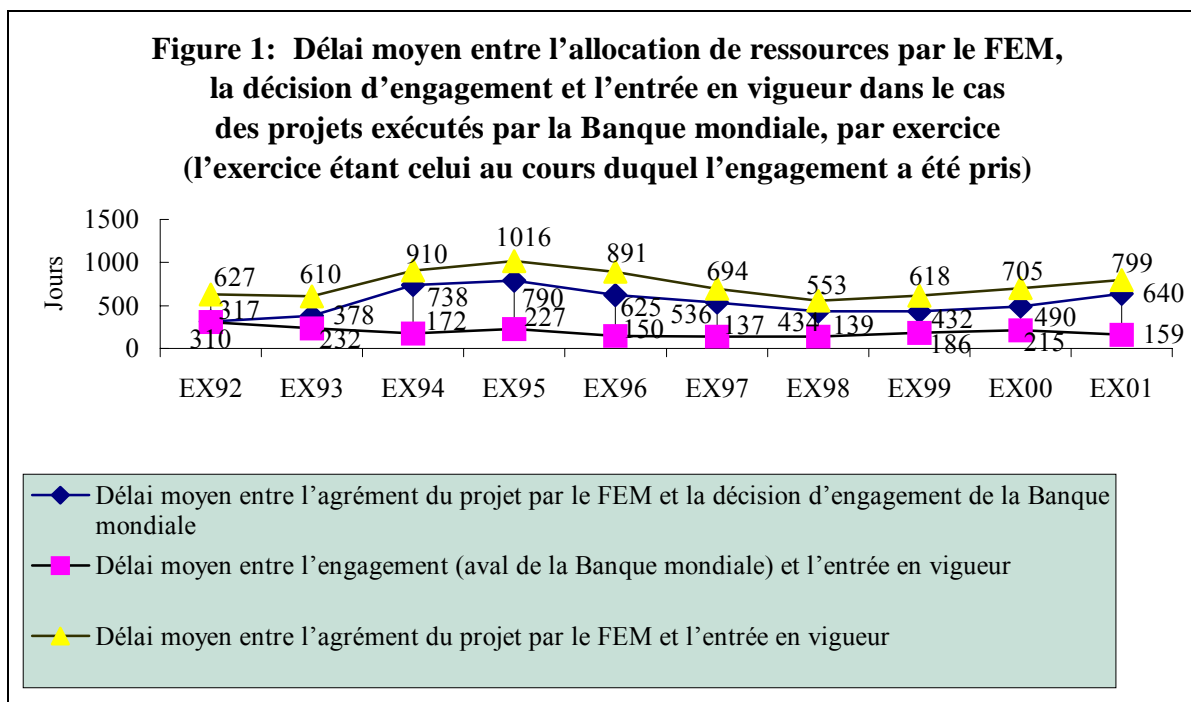 Figure 1: Délai moyen entre l’allocation de ressources par le FEM,
la décision d’engagement et l’entrée en vigueur dans le cas
des projets exécutés par la Banque mondiale, par exercice
(l’exercice étant celui au cours duquel l’engagement a été pris)
Jours
1500
1000
500
0
627 610 910 1016 891 694 553 618 705 799
317 378 738 790 625 536 434 432 490 640
310 232 172 227 150 137 139 186 215 159
EX92 EX93 EX94 EX95 EX96 EX97 EX98 EX99 EX00 EX01
Délai moyen entre l’agrément du projet par le FEM et la décision d’engagement de la Banque
mondiale
Délai moyen entre l’engagement (aval de la Banque mondiale) et l’entrée en vigueur
Délai moyen entre l’agrément du projet par le FEM et l’entrée en vigueur